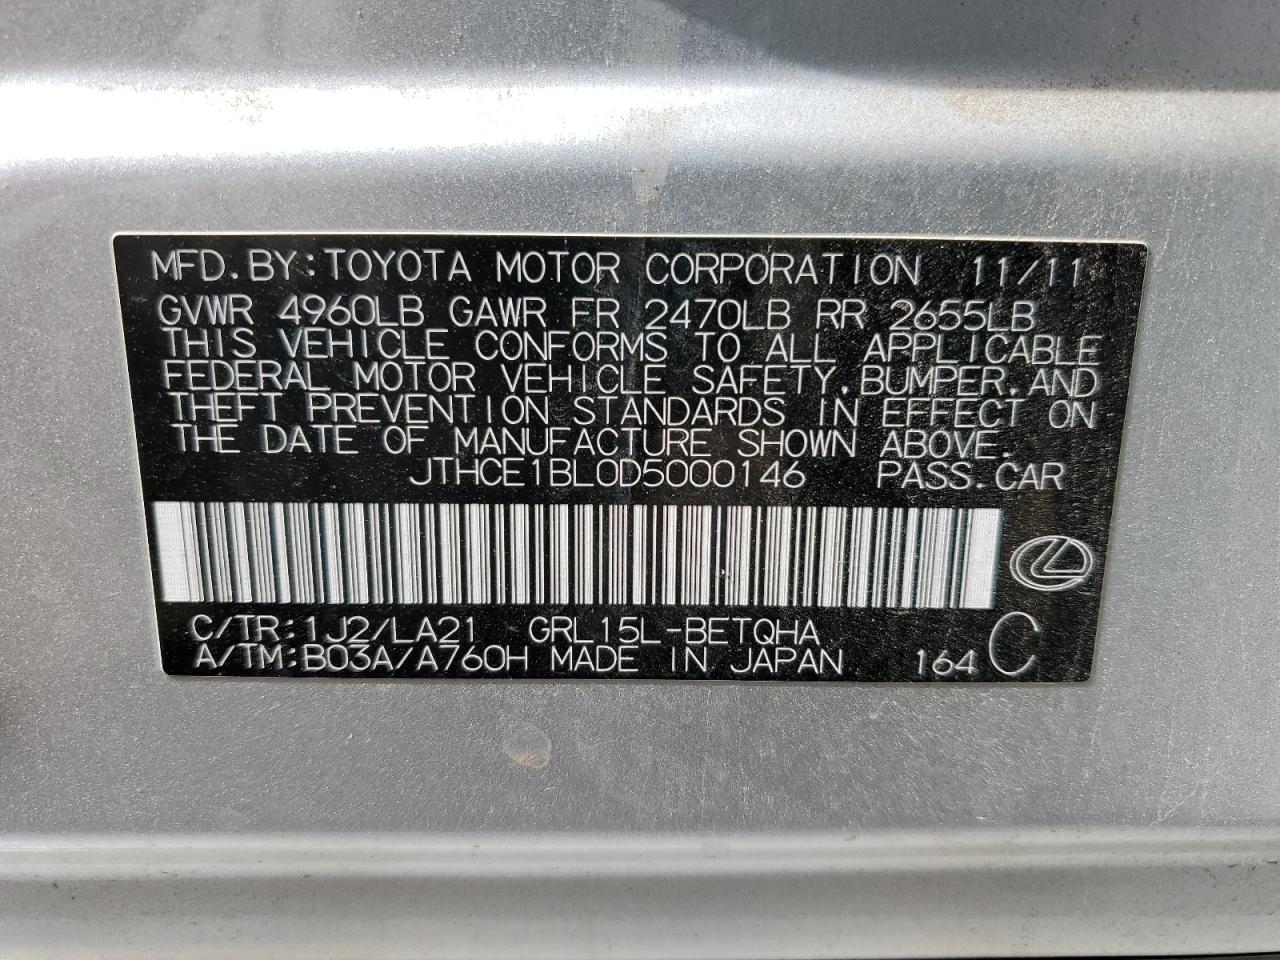 MFD.BY:TOYOTA MOTOR CORPORATION 11/11
GVWR 4960LB GAWR FR 2470LB RR 2655LB
THIS VEHICLE CONFORMS TO ALL APPLICABLE
FEDERAL MOTOR VEHICLE SAFETY,BUMPER,AND
THEFT PREVENTION STANDARDS IN EFFECT ON
THE DATE OF MANUFACTURE SHOWN ABOVE.
JTHCE1BL0D5000146 PASS.CAR
C/TR:1J2/LA21 GRL15L-BETQHA
A/TM:B03A/A760H MADE IN JAPAN 164 C